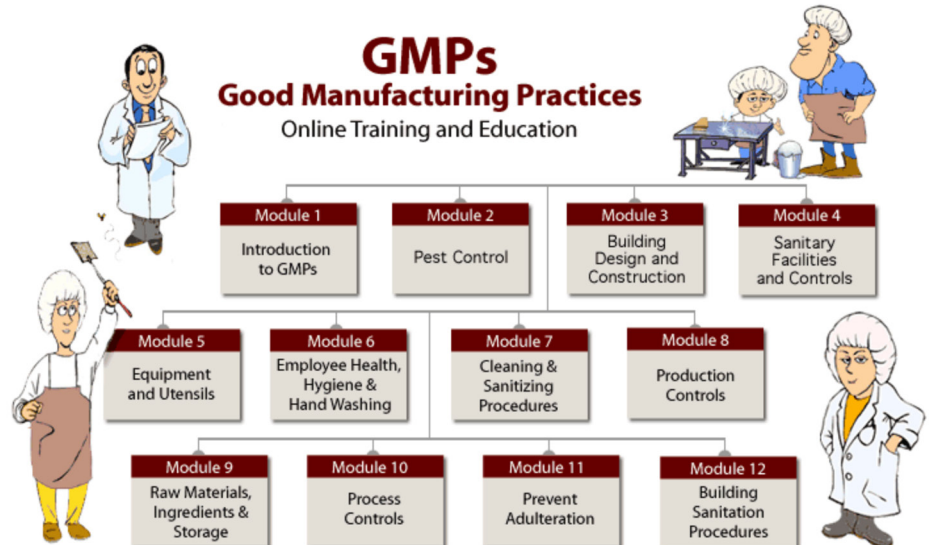 GMPs
Good Manufacturing Practices
Online Training and Education
Module 1
Introduction
to GMPs
Module 2
Pest Control
Module 3
Building
Design and
Construction
Module 4
Sanitary
Facilities
and Controls
Module 5
Equipment
and Utensils
Module 6
Employee Health,
Hygiene &
Hand Washing
Module 7
Cleaning &
Sanitizing
Procedures
Module 8
Production
Controls
Module 9
Raw Materials,
Ingredients &
Storage
Module 10
Process
Controls
Module 11
Prevent
Adulteration
Module 12
Building
Sanitation
Procedures